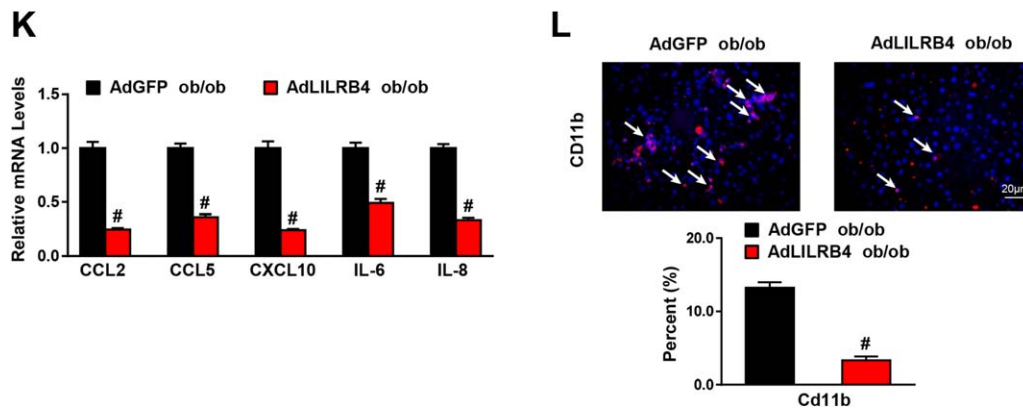 K
AdGFP ob/ob AdLILRB4 ob/ob
Relative mRNA Levels
1.5
1.0
0.5
0.0
# # # # #
CCL2 CCL5 CXCL10 IL-6 IL-8
L
AdGFP ob/ob AdLILRB4 ob/ob
CD11b
20μm
AdGFP ob/ob
AdLILRB4 ob/ob
Percent (%)
20.0
10.0
0.0
#
Cd11b